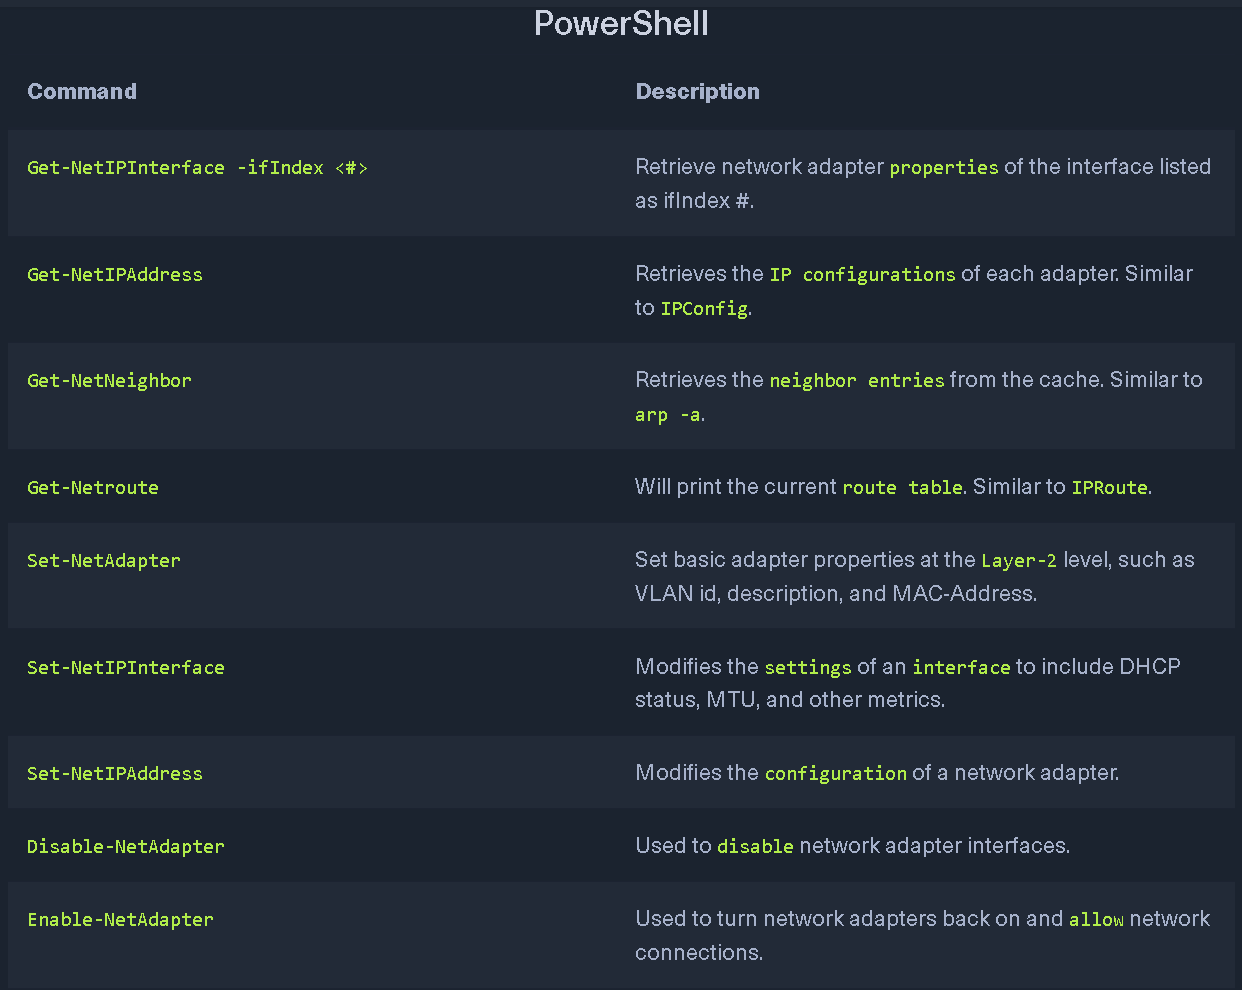 PowerShell
Command Description
Get-NetIPInterface -ifIndex <#> Retrieve network adapter properties of the interface listed
as ifIndex #.
Get-NetIPAddress Retrieves the IP configurations of each adapter. Similar
to IPConfig.
Get-NetNeighbor Retrieves the neighbor entries from the cache. Similar to
arp -a.
Get-Netroute Will print the current route table. Similar to IPRoute.
Set-NetAdapter Set basic adapter properties at the Layer-2 level, such as
VLAN id, description, and MAC-Address.
Set-NetIPInterface Modifies the settings of an interface to include DHCP
status, MTU, and other metrics.
Set-NetIPAddress Modifies the configuration of a network adapter.
Disable-NetAdapter Used to disable network adapter interfaces.
Enable-NetAdapter Used to turn network adapters back on and allow network
connections.